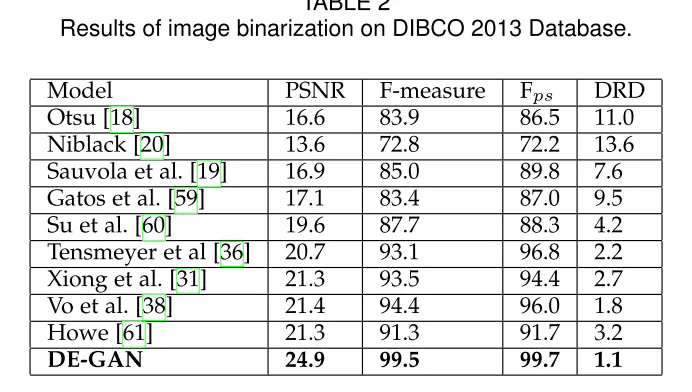 TABLE 2
Results of image binarization on DIBCO 2013 Database.
Model PSNR F-measure Fps DRD
Otsu [18] 16.6 83.9 86.5 11.0
Niblack [20] 13.6 72.8 72.2 13.6
Sauvola et al. [19] 16.9 85.0 89.8 7.6
Gatos et al. [59] 17.1 83.4 87.0 9.5
Su et al. [60] 19.6 87.7 88.3 4.2
Tensmeyer et al [36] 20.7 93.1 96.8 2.2
Xiong et al. [31] 21.3 93.5 94.4 2.7
Vo et al. [38] 21.4 94.4 96.0 1.8
Howe [61] 21.3 91.3 91.7 3.2
DE-GAN 24.9 99.5 99.7 1.1